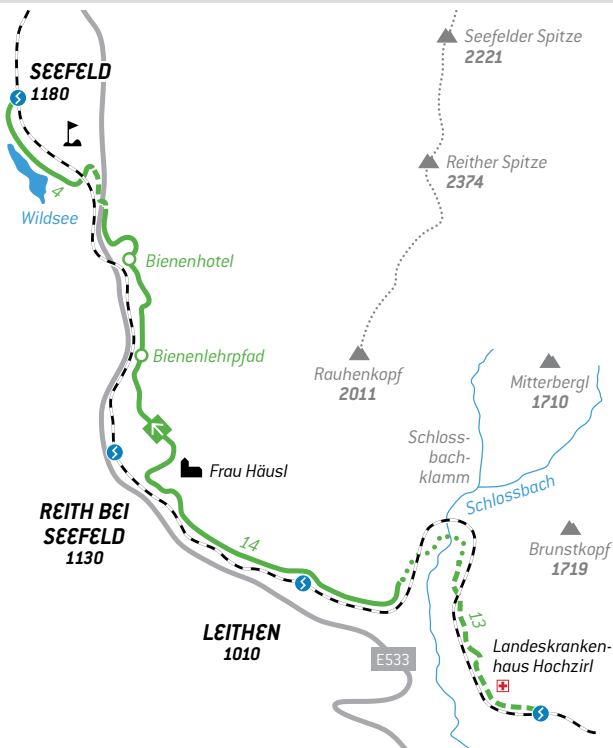 Seefelder Spitze
2221
SEEFELD
1180
Reither Spitze
2374
4
Wildsee
Bienenhotel
Bienenlehrpfad
Rauhenkopf
2011
Mitterbergl
1710
Schloss-
bach-
klamm
Schlossbach
Frau Häusl
REITH BEI
SEEFELD
1130
14
Brunstkopf
1719
LEITHEN
1010
E533
13
Landeskranken-
haus Hochzirl